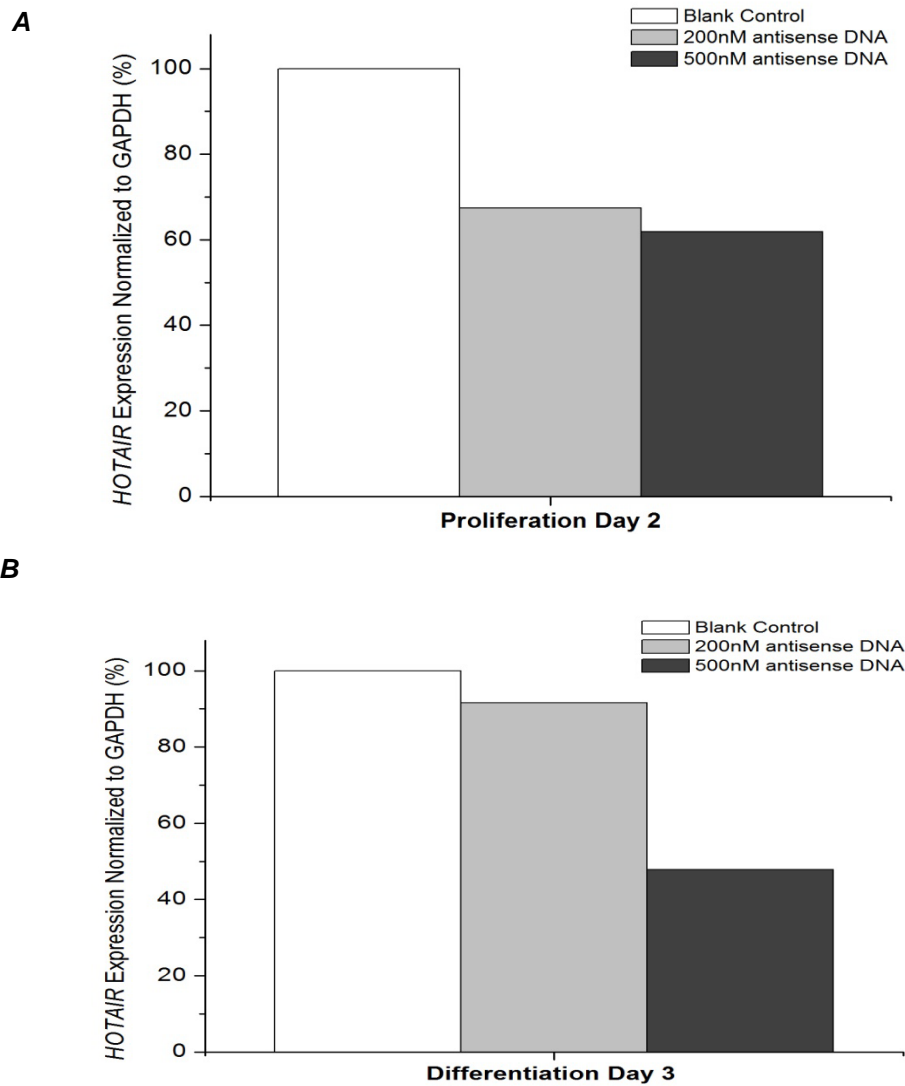 A
Blank Control
200nM antisense DNA
500nM antisense DNA
HOTAIR Expression Normalized to GAPDH (%)
100
80
60
40
20
0
Proliferation Day 2
B
Blank Control
200nM antisense DNA
500nM antisense DNA
HOTAIR Expression Normalized to GAPDH (%)
100
80
60
40
20
0
Differentiation Day 3